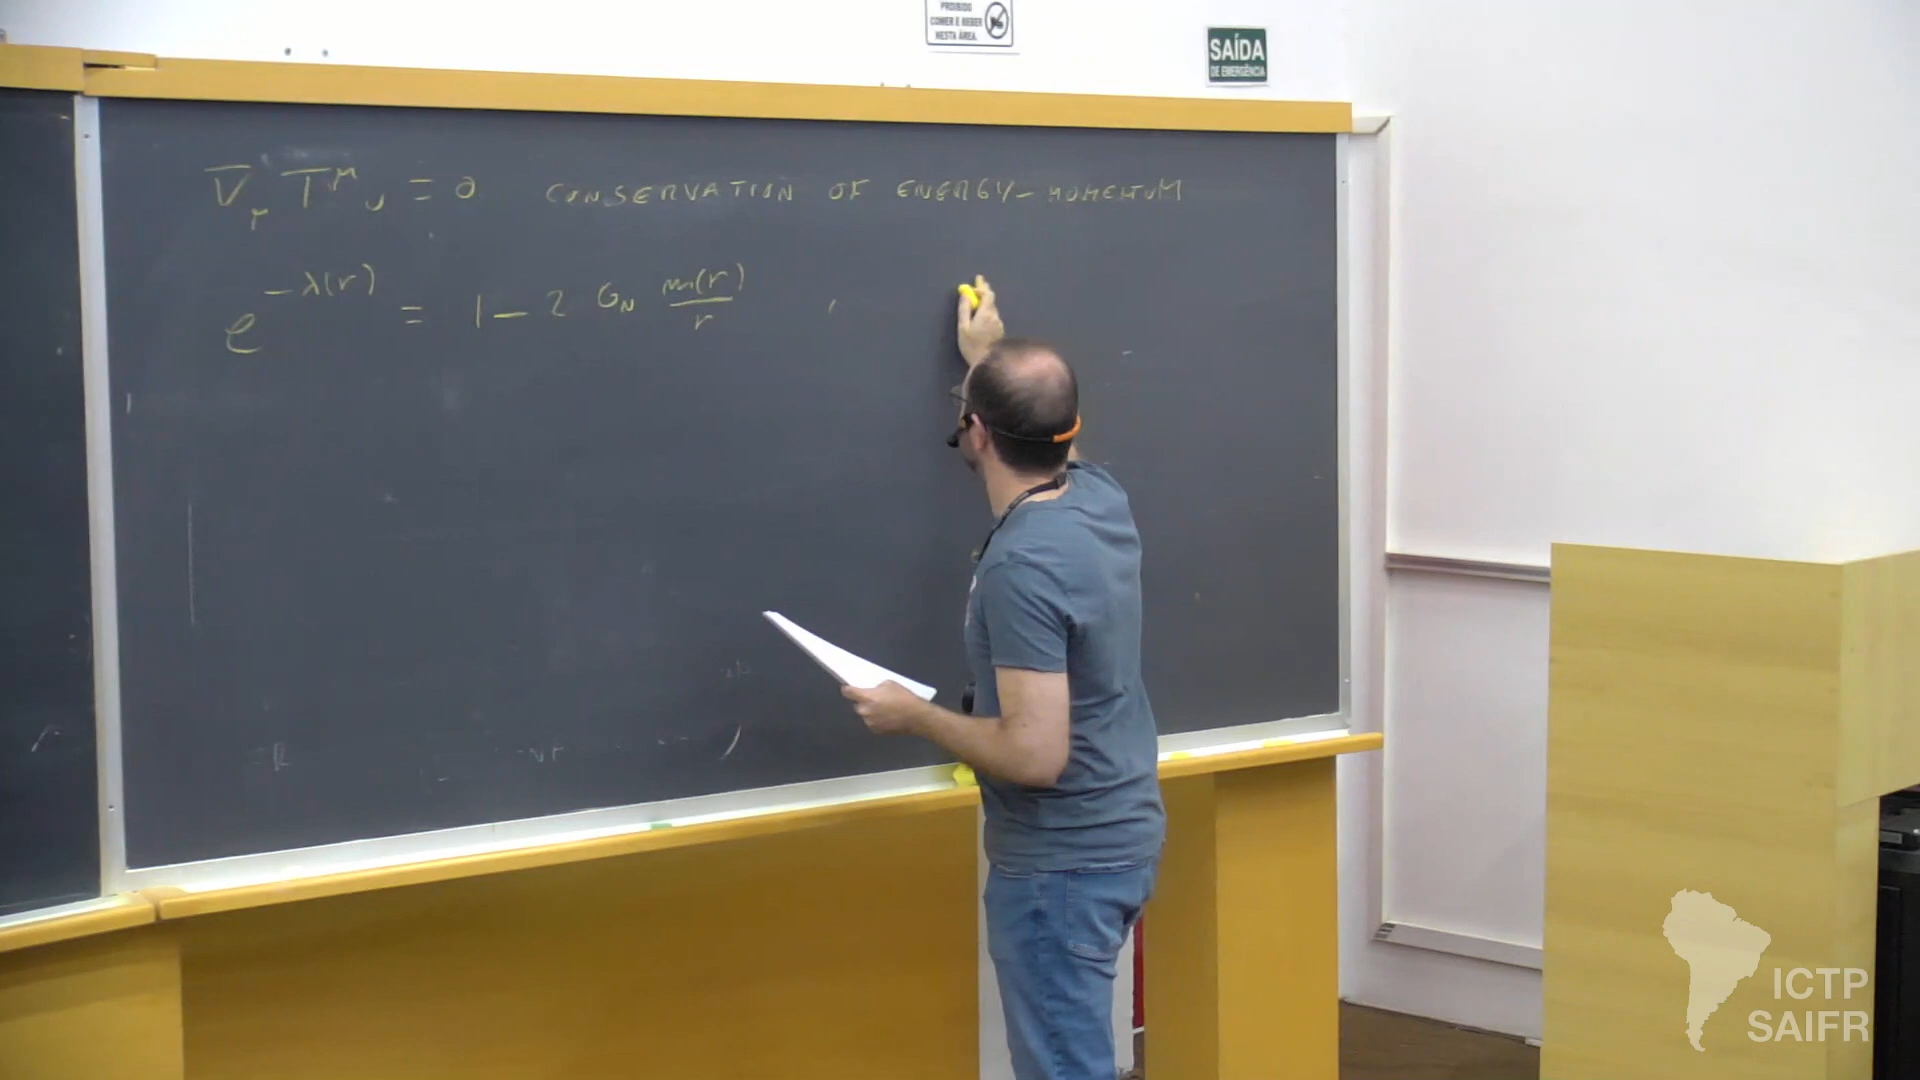 PROIBIDO
COMER E BEBER
NESTA ÁREA.
SAÍDA
DE EMERGÊNCIA
∇_μ T^μ_ν = 0 CONSERVATION OF ENERGY-MOMENTUM
e^{-λ(r)} = 1 - 2 G_N m(r)/r ,
ICTP
SAIFR